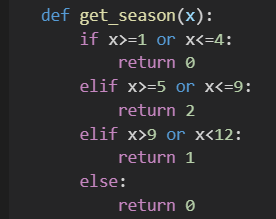 def get_season(x):
    if x>=1 or x<=4:
        return 0
    elif x>=5 or x<=9:
        return 2
    elif x>9 or x<12:
        return 1
    else:
        return 0